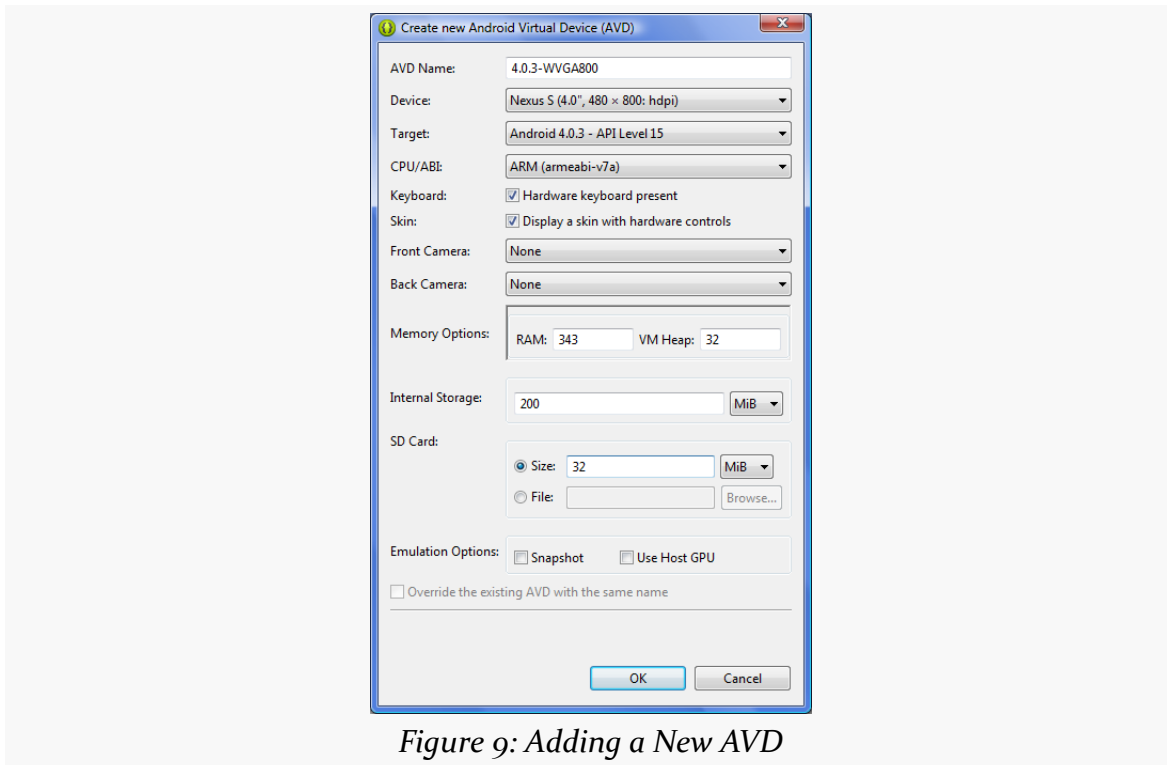 Create new Android Virtual Device (AVD)
AVD Name: 4.0.3-WVGA800
Device: Nexus S (4.0", 480 × 800: hdpi)
Target: Android 4.0.3 - API Level 15
CPU/ABI: ARM (armeabi-v7a)
Keyboard: Hardware keyboard present
Skin: Display a skin with hardware controls
Front Camera: None
Back Camera: None
Memory Options: RAM: 343 VM Heap: 32
Internal Storage: 200 MiB
SD Card:
Size: 32 MiB
File: Browse...
Emulation Options: Snapshot Use Host GPU
Override the existing AVD with the same name
OK Cancel
Figure 9: Adding a New AVD